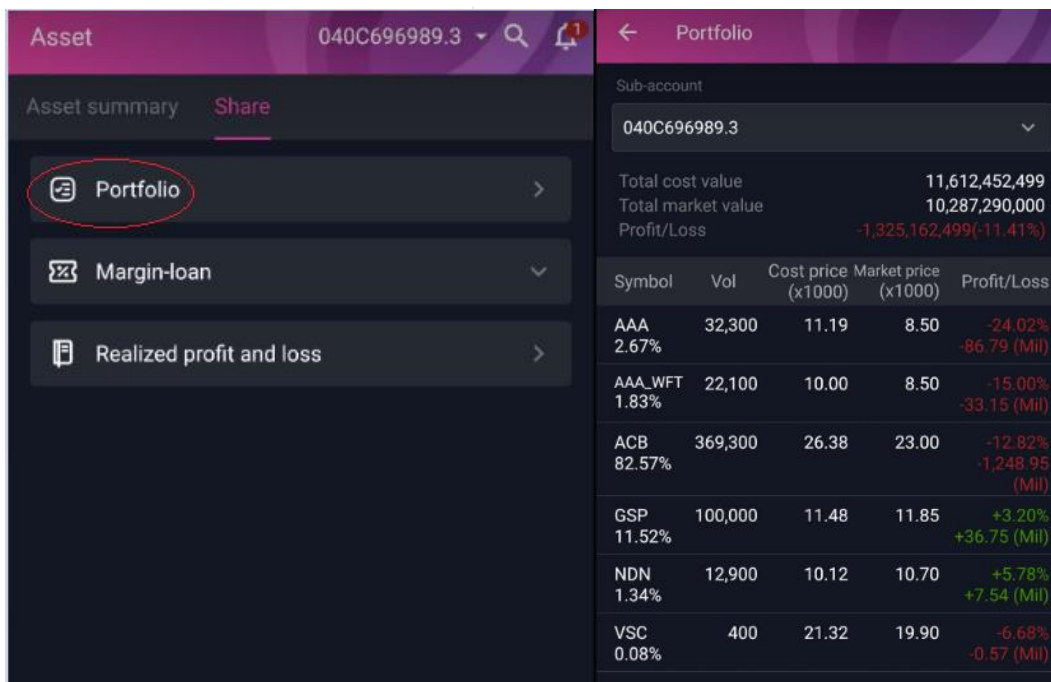 Asset 040C696989.3 1
Asset summary Share
Portfolio
Margin-loan
Realized profit and loss
Portfolio
Sub-account
040C696989.3
Total cost value 11,612,452,499
Total market value 10,287,290,000
Profit/Loss -1,325,162,499(-11.41%)
Symbol Vol Cost price (x1000) Market price (x1000) Profit/Loss
AAA 32,300 11.19 8.50 -24.02%
2.67% -86.79 (Mil)
AAA_WFT 22,100 10.00 8.50 -15.00%
1.83% -33.15 (Mil)
ACB 369,300 26.38 23.00 -12.82%
82.57% -1,248.95
(Mil)
GSP 100,000 11.48 11.85 +3.20%
11.52% +36.75 (Mil)
NDN 12,900 10.12 10.70 +5.78%
1.34% +7.54 (Mil)
VSC 400 21.32 19.90 -6.68%
0.08% -0.57 (Mil)